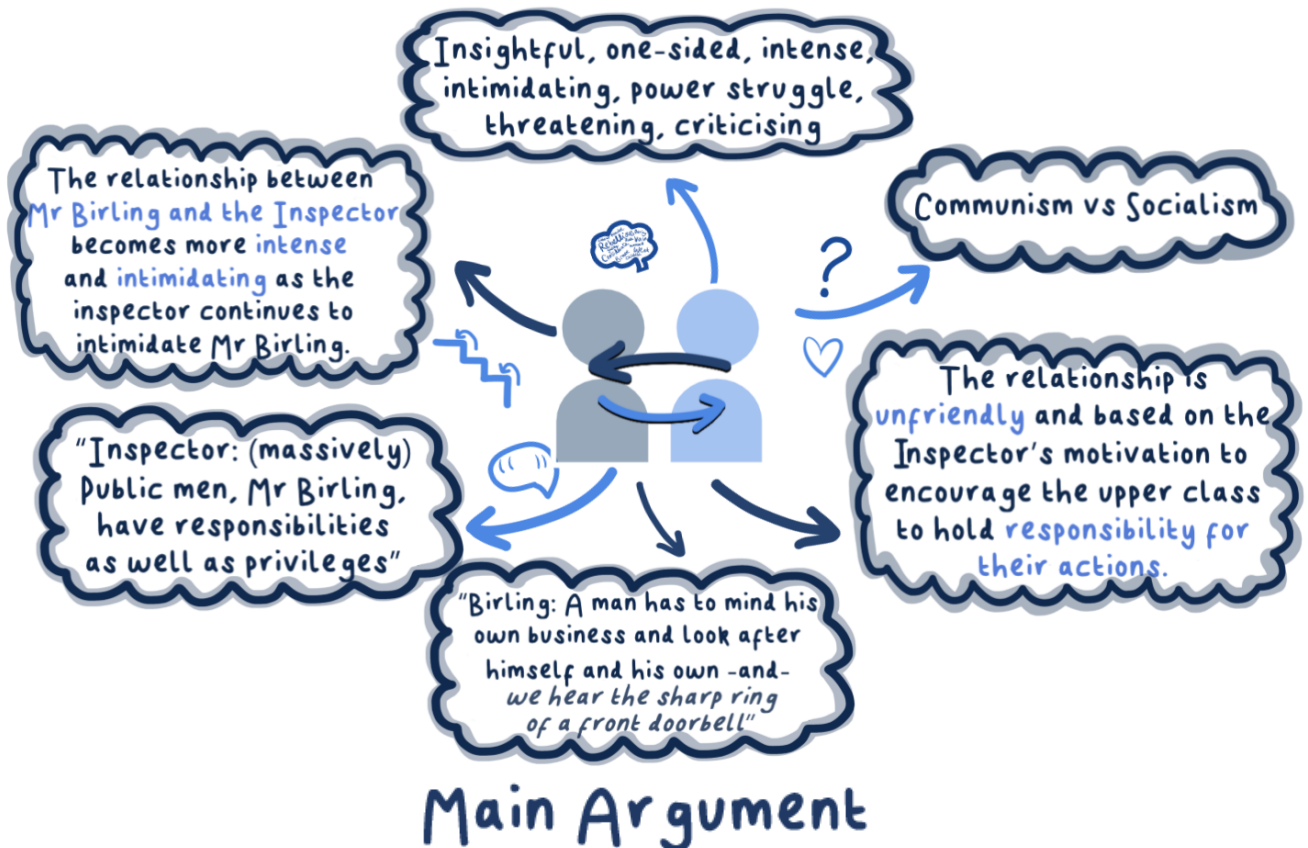 Insightful, one-sided, intense,
intimidating, power struggle,
threatening, criticising
The relationship between
Mr Birling and the Inspector
becomes more intense
and intimidating as the
inspector continues to
intimidate Mr Birling.
Communism vs Socialism
?
The relationship is
unfriendly and based on the
Inspector's motivation to
encourage the upper class
to hold responsibility for
their actions.
"Inspector: (massively)
Public men, Mr Birling,
have responsibilities
as well as privileges"
"Birling: A man has to mind his
own business and look after
himself and his own -and-
we hear the sharp ring
of a front doorbell"
Main Argument